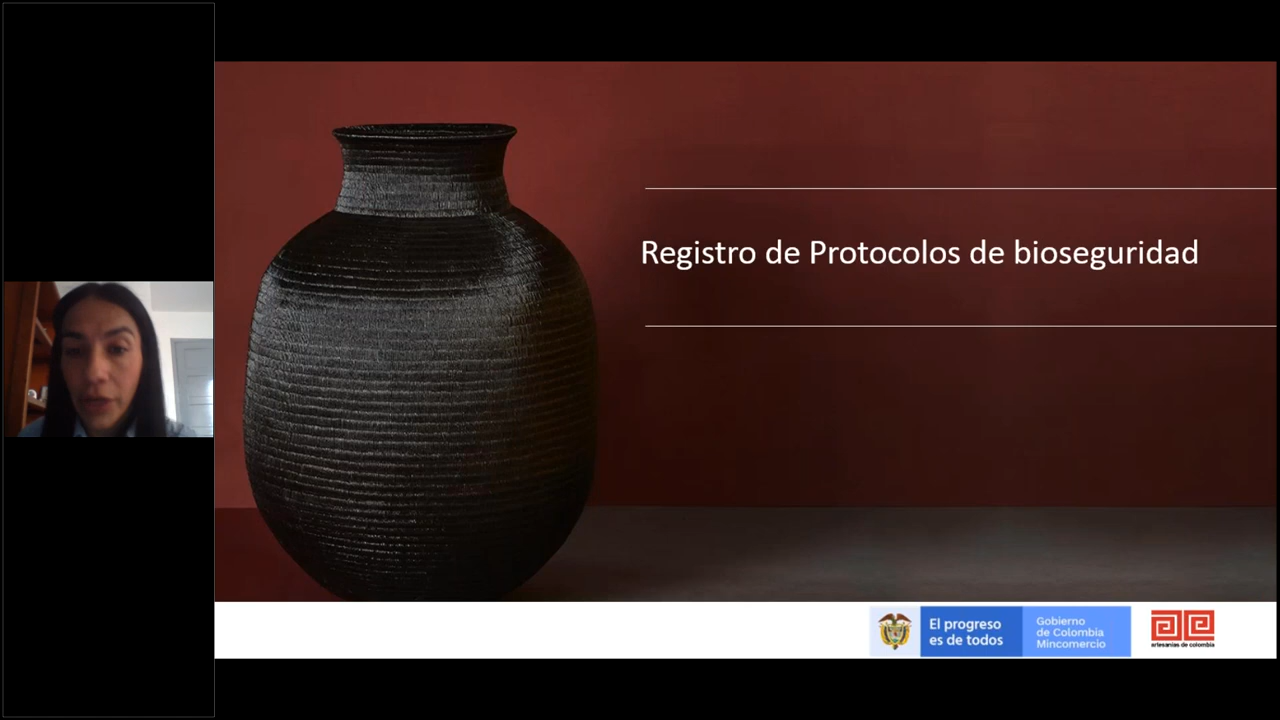 Registro de Protocolos de bioseguridad
El progreso
es de todos
Gobierno
de Colombia
Mincomercio
artesanías de colombia